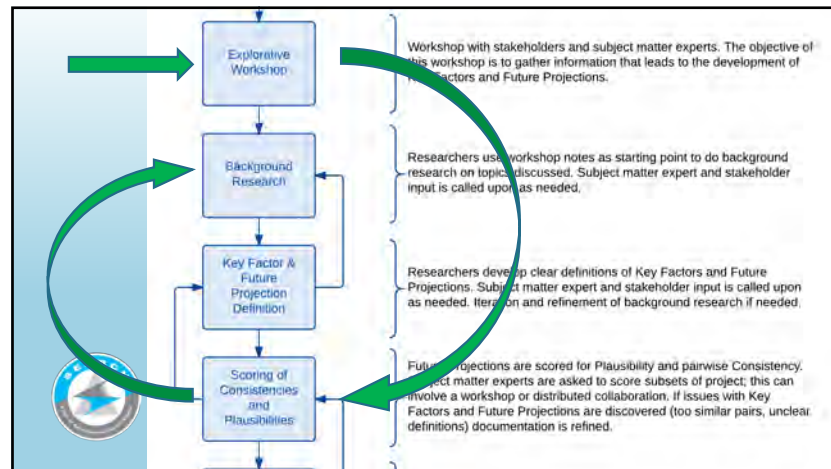 Explorative
Workshop
Workshop with stakeholders and subject matter experts. The objective of
this workshop is to gather information that leads to the development of
Key Factors and Future Projections.
Background
Research
Researchers use workshop notes as starting point to do background
research on topics discussed. Subject matter expert and stakeholder
input is called upon as needed.
Key Factor &
Future
Projection
Definition
Researchers develop clear definitions of Key Factors and Future
Projections. Subject matter expert and stakeholder input is called upon
as needed. Iteration and refinement of background research if needed.
Scoring of
Consistencies
and
Plausibilities
Future Projections are scored for Plausibility and pairwise Consistency.
Subject matter experts are asked to score subsets of project; this can
involve a workshop or distributed collaboration. If issues with Key
Factors and Future Projections are discovered (too similar pairs, unclear
definitions) documentation is refined.